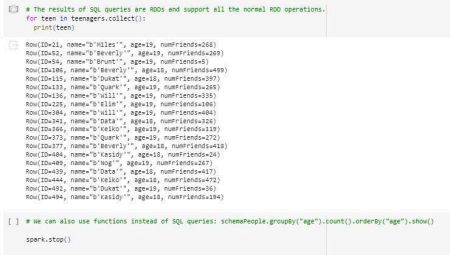 [ ] # The results of SQL queries are RDDs and support all the normal RDD operations.
for teen in teenagers.collect():
print(teen)
Row(ID=21, name="b'Miles'", age=19, numFriends=268)
Row(ID=52, name="b'Beverly'", age=19, numFriends=269)
Row(ID=54, name="b'Brunt'", age=19, numFriends=5)
Row(ID=106, name="b'Beverly'", age=18, numFriends=499)
Row(ID=115, name="b'Dukat'", age=18, numFriends=397)
Row(ID=133, name="b'Quark'", age=19, numFriends=265)
Row(ID=136, name="b'Will'", age=19, numFriends=335)
Row(ID=225, name="b'Elim'", age=19, numFriends=106)
Row(ID=304, name="b'Will'", age=19, numFriends=404)
Row(ID=341, name="b'Data'", age=18, numFriends=326)
Row(ID=366, name="b'Keiko'", age=19, numFriends=119)
Row(ID=373, name="b'Quark'", age=19, numFriends=272)
Row(ID=377, name="b'Beverly'", age=18, numFriends=418)
Row(ID=404, name="b'Kasidy'", age=18, numFriends=24)
Row(ID=409, name="b'Nog'", age=19, numFriends=267)
Row(ID=439, name="b'Data'", age=18, numFriends=417)
Row(ID=444, name="b'Keiko'", age=18, numFriends=472)
Row(ID=492, name="b'Dukat'", age=19, numFriends=36)
Row(ID=494, name="b'Kasidy'", age=18, numFriends=194)
[ ] # We can also use functions instead of SQL queries: schemaPeople.groupBy("age").count().orderBy("age").show()
spark.stop()